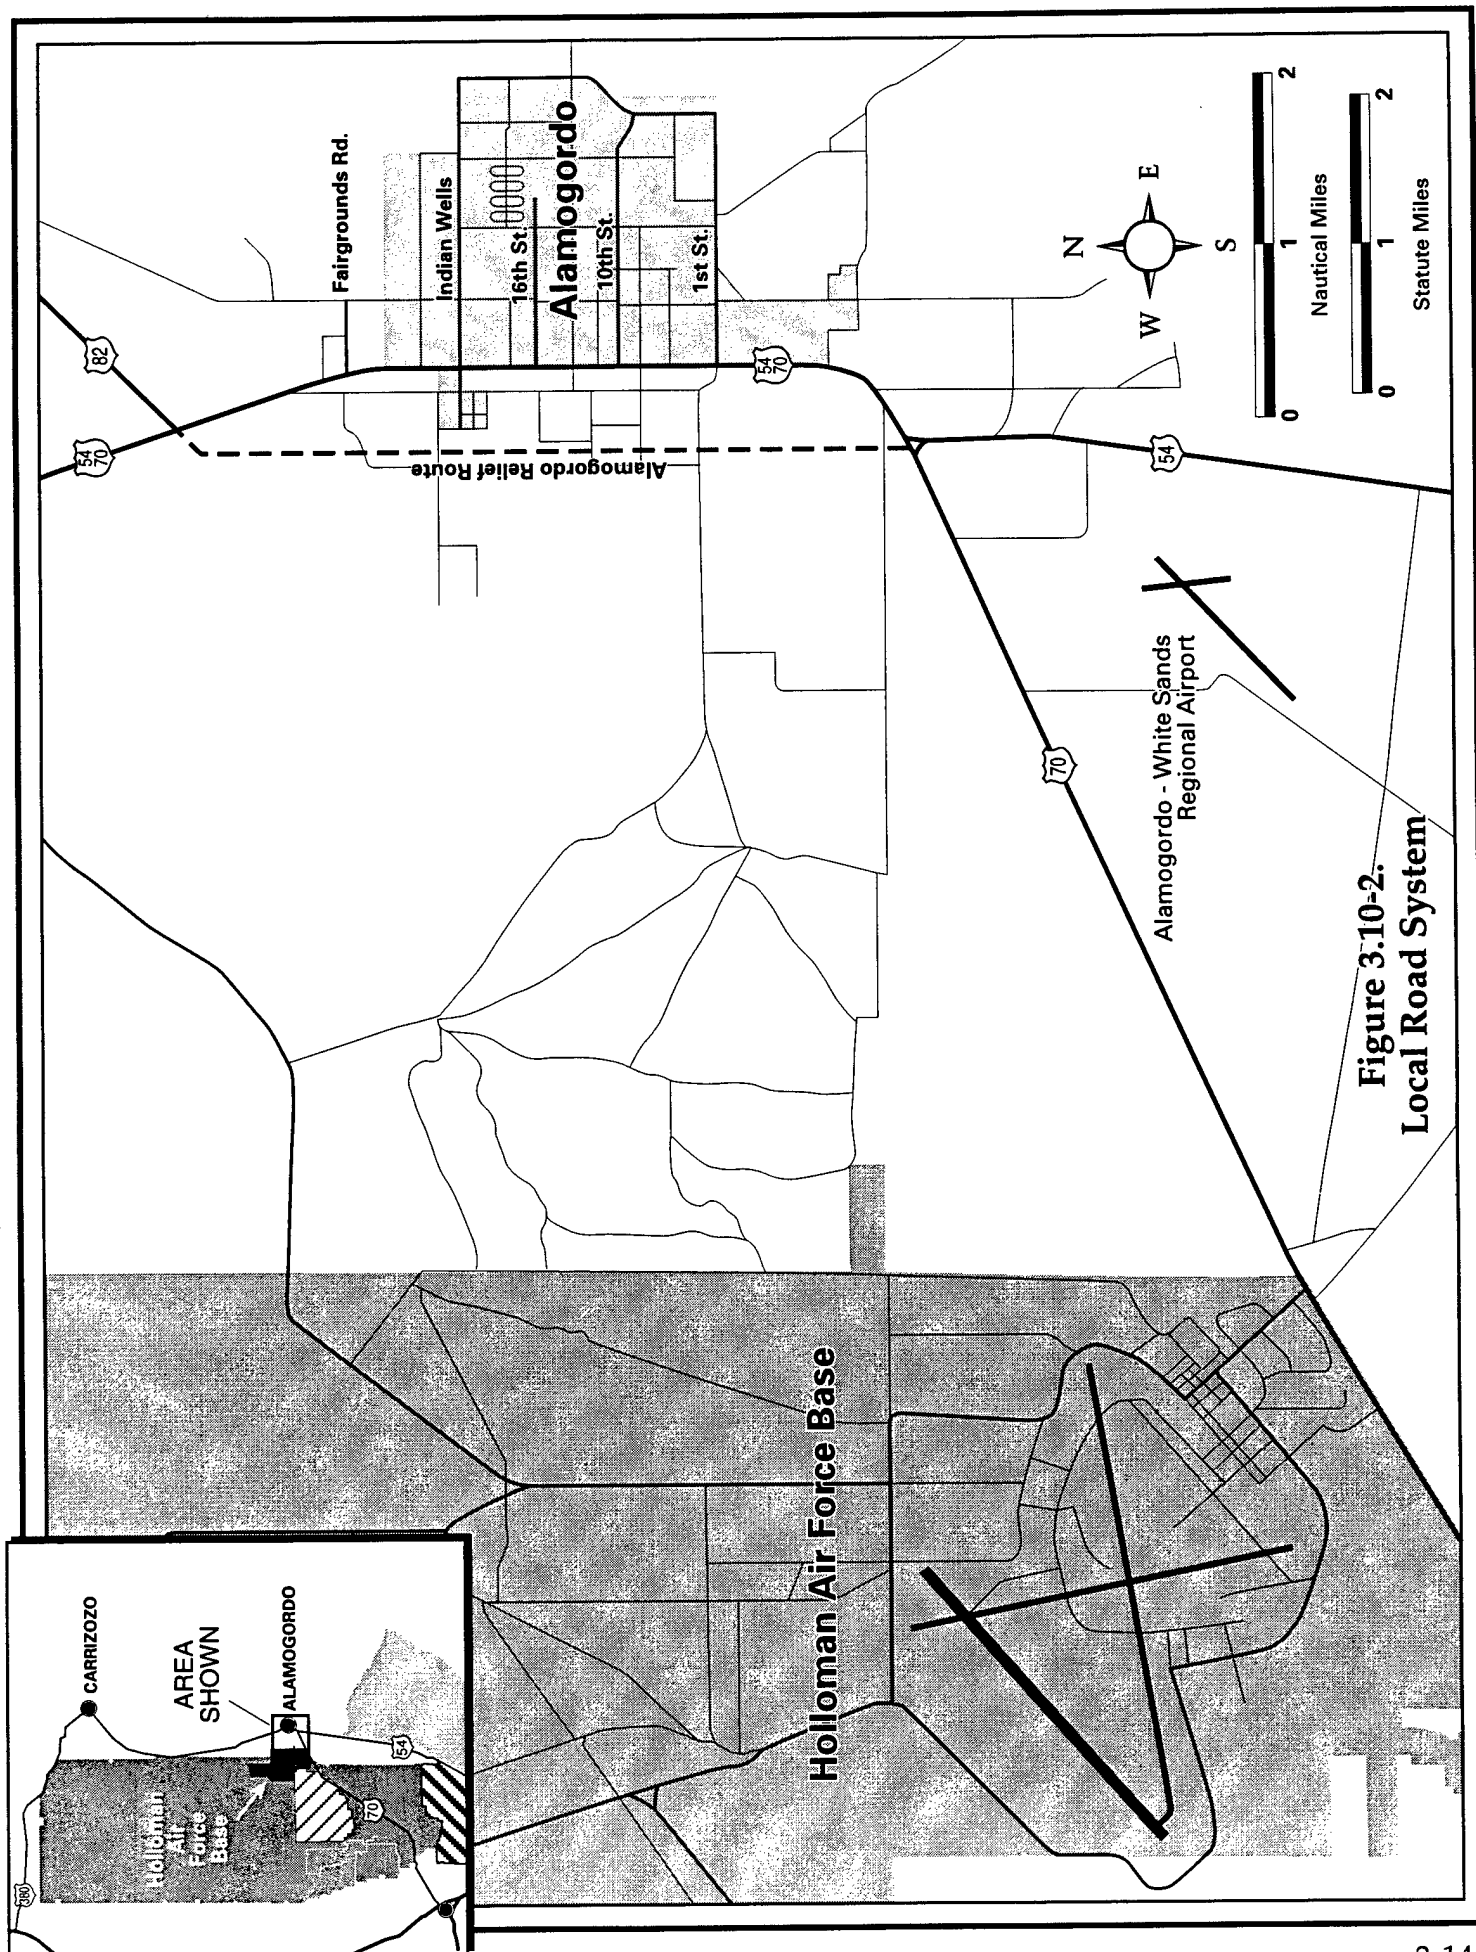 CARRIZOZO
AREA
SHOWN
ALAMOGORDO
Holloman
Air
Force
Base
54
70
82
54
70
Fairgrounds Rd.
Indian Wells
16th St.
Alamogordo
10th St.
1st St.
Alamogordo Relief Route
54
70
54
70
Holloman Air Force Base
Alamogordo - White Sands
Regional Airport
N
E
S
W
0
1
2
Nautical Miles
0
1
2
Statute Miles
Figure 3.10-2.
Local Road System